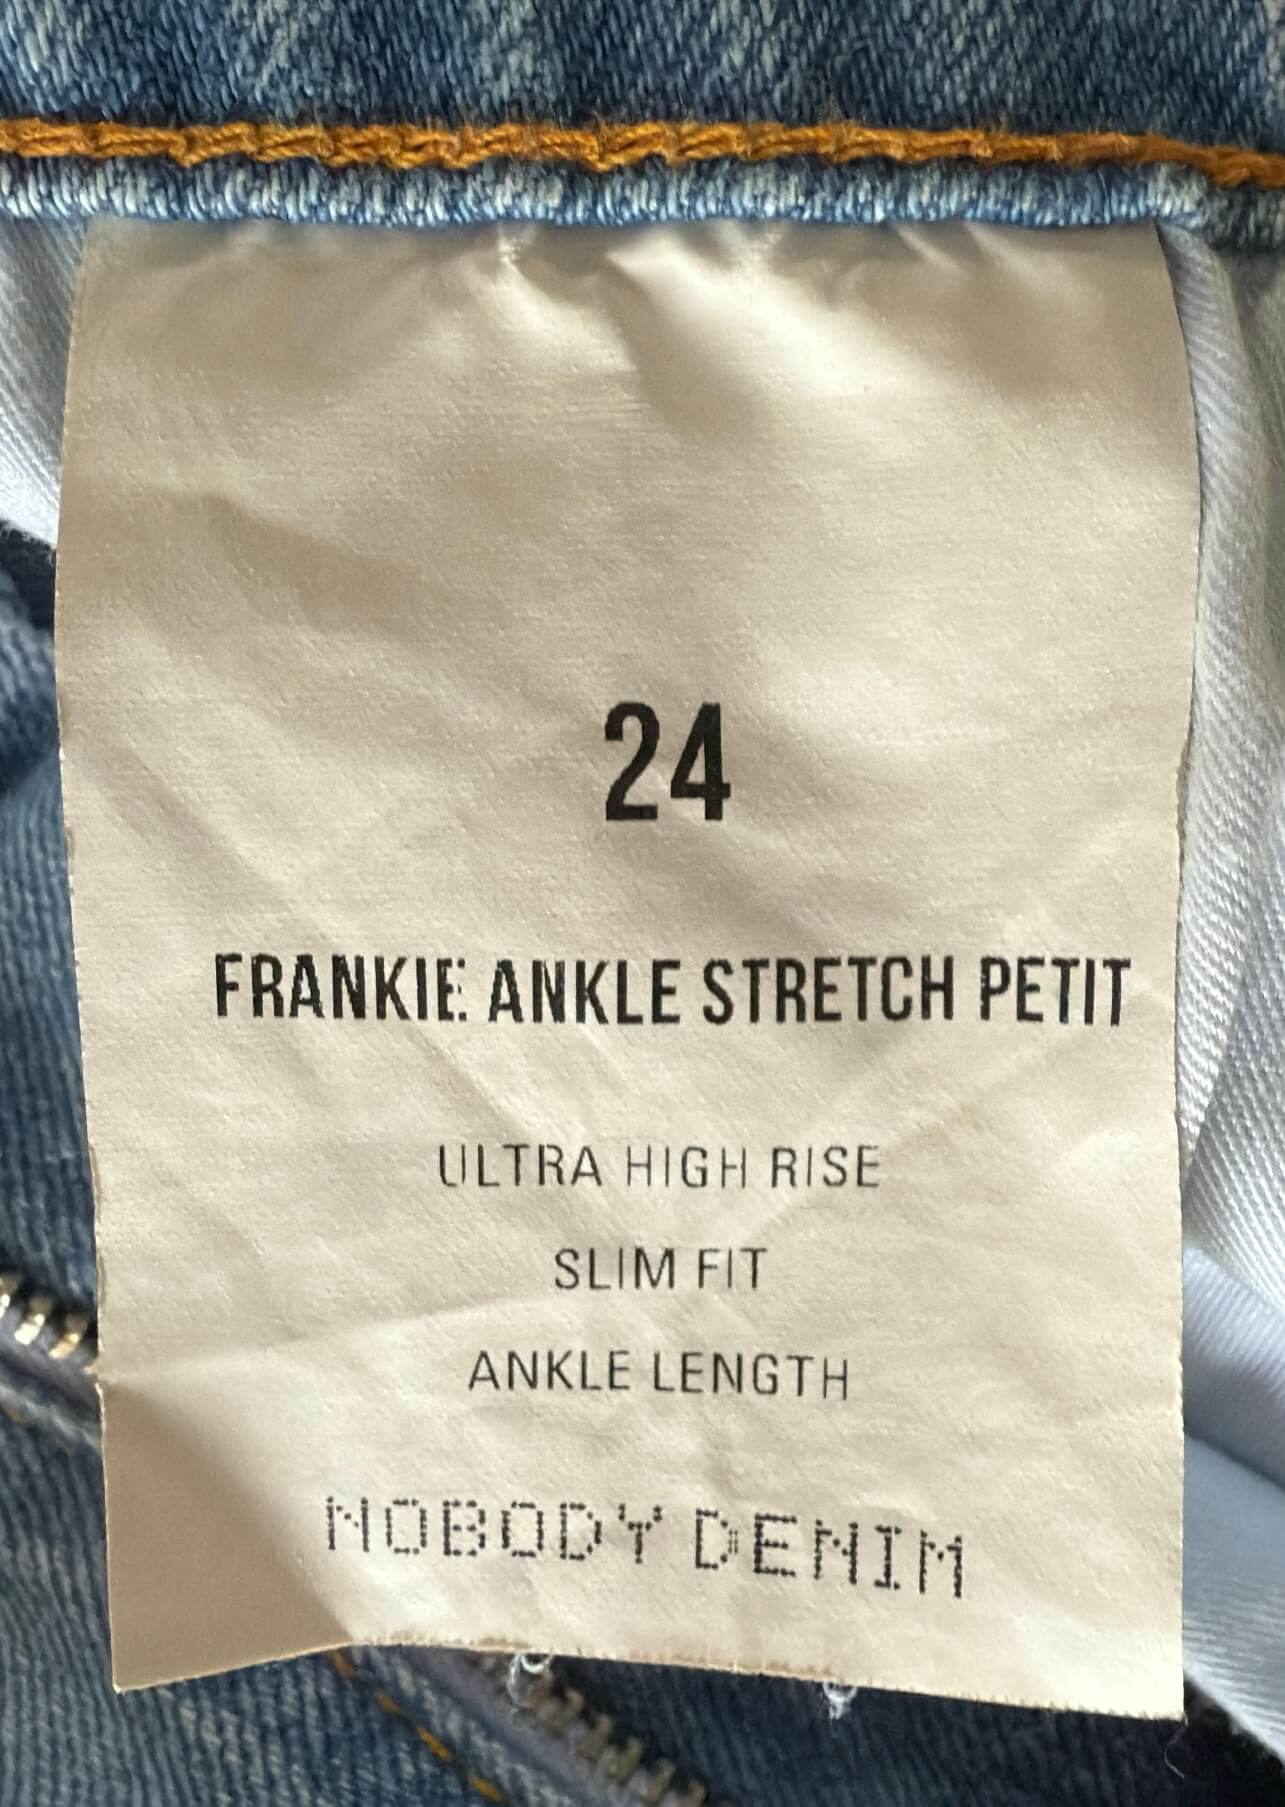 24
FRANKIE ANKLE STRETCH PETIT
ULTRA HIGH RISE
SLIM FIT
ANKLE LENGTH
NOBODY DENIM